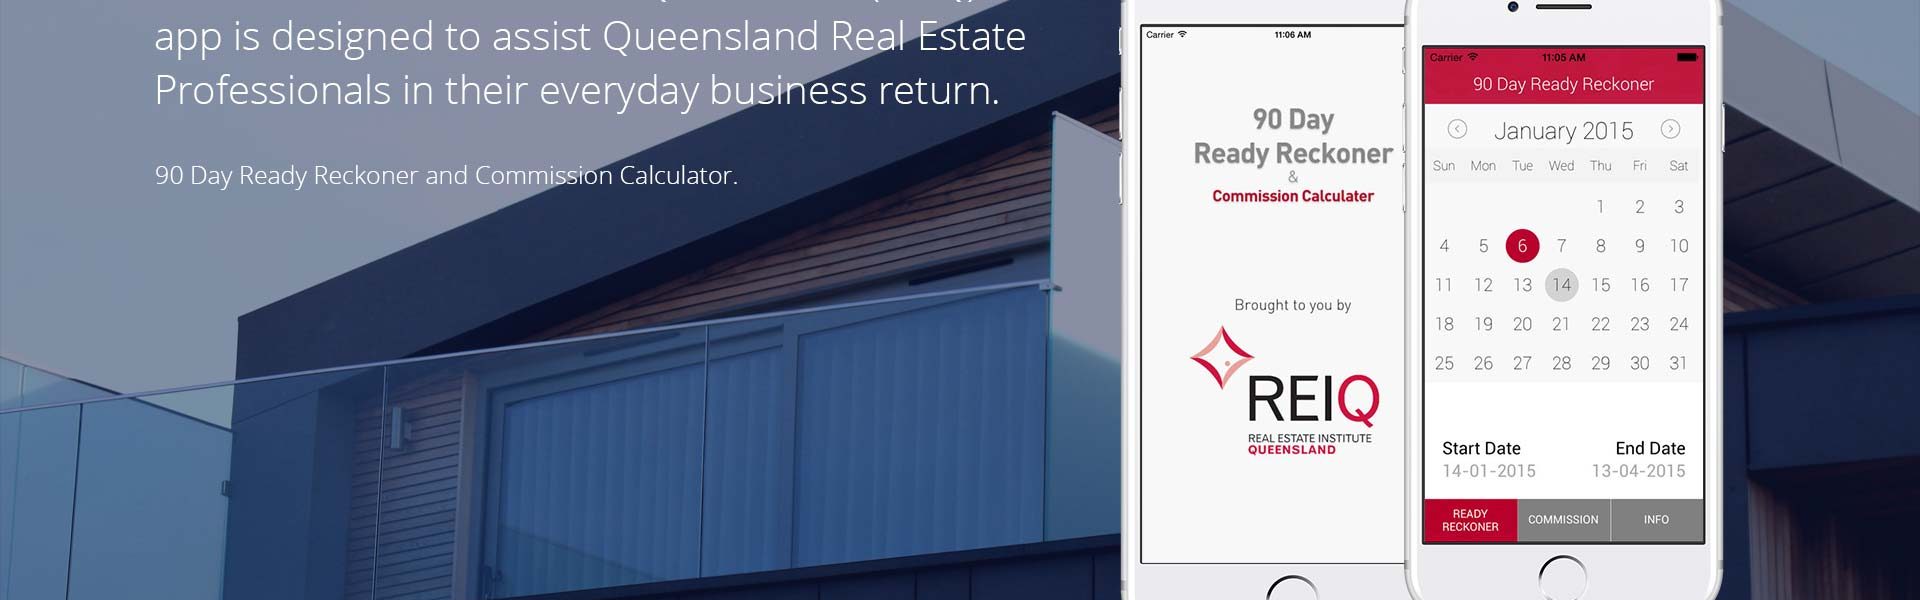 app is designed to assist Queensland Real Estate
Professionals in their everyday business return.
90 Day Ready Reckoner and Commission Calculator.
Carrier
11:06 AM
90 Day
Ready Reckoner
&
Commission Calculater
Brought to you by
REIQ
REAL ESTATE INSTITUTE
QUEENSLAND
Carrier
11:05 AM
90 Day Ready Reckoner
January 2015
Sun Mon Tue Wed Thu Fri Sat
1 2 3
4 5 6 7 8 9 10
11 12 13 14 15 16 17
18 19 20 21 22 23 24
25 26 27 28 29 30 31
Start Date End Date
14-01-2015 13-04-2015
READY
RECKONER
COMMISSION
INFO